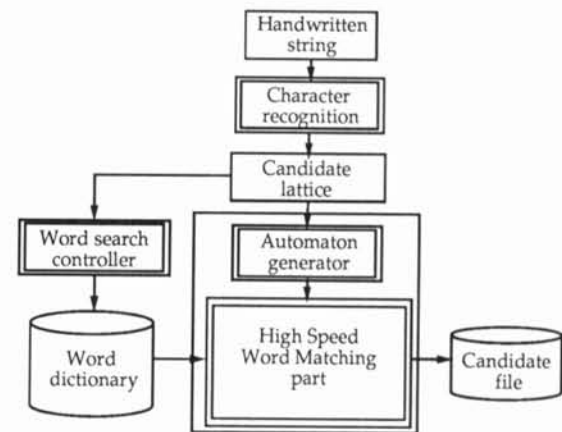 Handwritten
string
Character
recognition
Candidate
lattice
Word search
controller
Automaton
generator
High Speed
Word Matching
part
Word
dictionary
Candidate
file